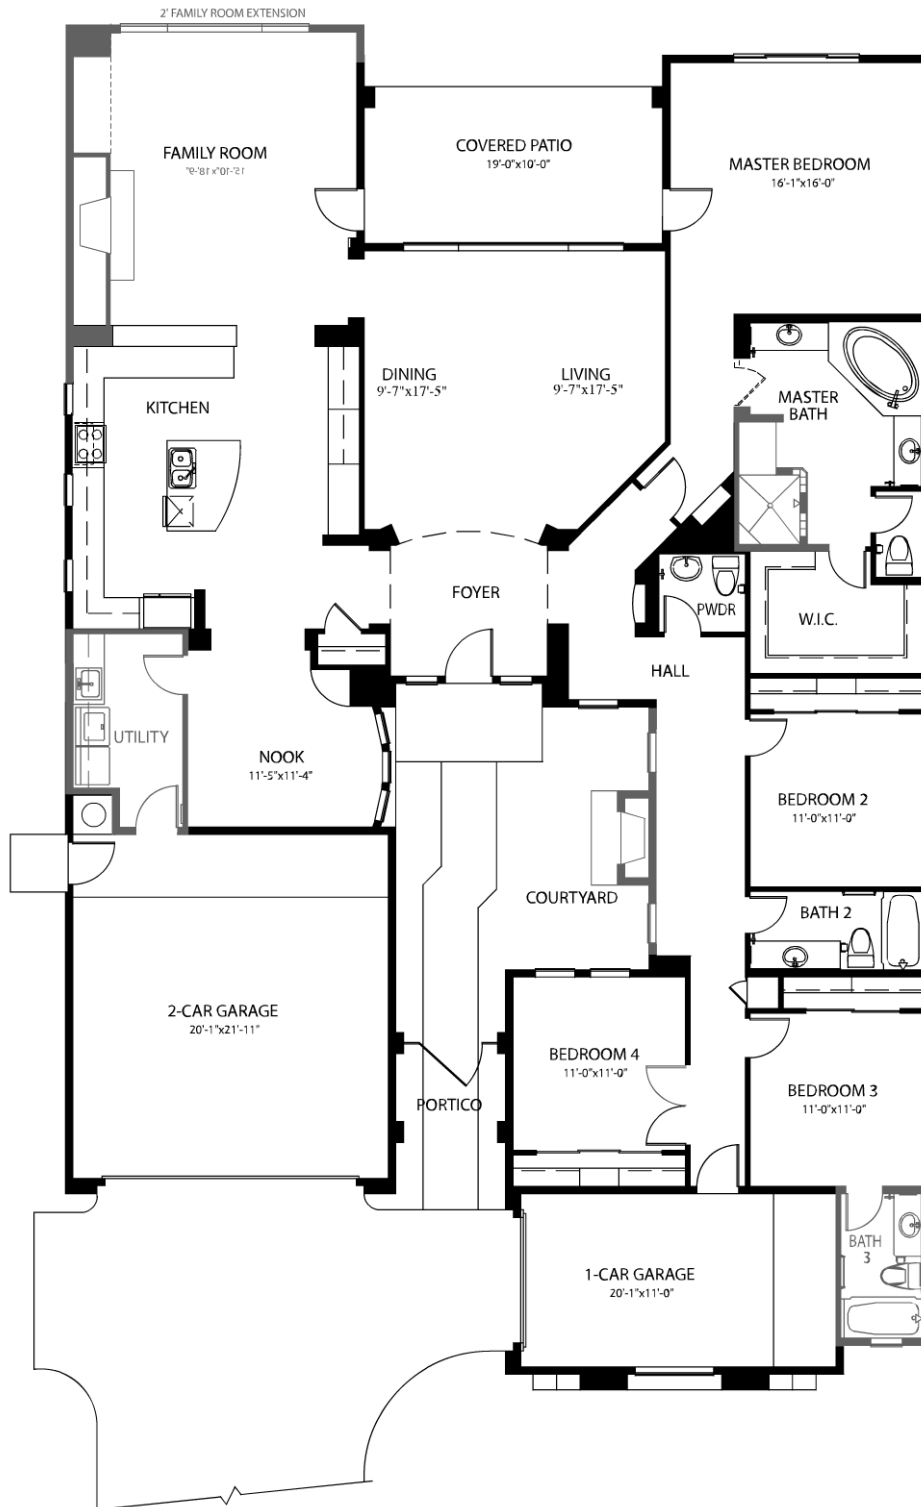 2' FAMILY ROOM EXTENSION
FAMILY ROOM
COVERED PATIO
19'-0"x10'-0"
MASTER BEDROOM
16'-1"x16'-0"
DINING
9'-7"x17'-5"
LIVING
9'-7"x17'-5"
KITCHEN
MASTER
BATH
FOYER
PWDR
W.I.C.
HALL
UTILITY
NOOK
11'-5"x11'-4"
BEDROOM 2
11'-0"x11'-0"
COURTYARD
BATH 2
2-CAR GARAGE
20'-1"x21'-11"
BEDROOM 4
11'-0"x11'-0"
BEDROOM 3
11'-0"x11'-0"
PORTICO
BATH
3
1-CAR GARAGE
20'-1"x11'-0"